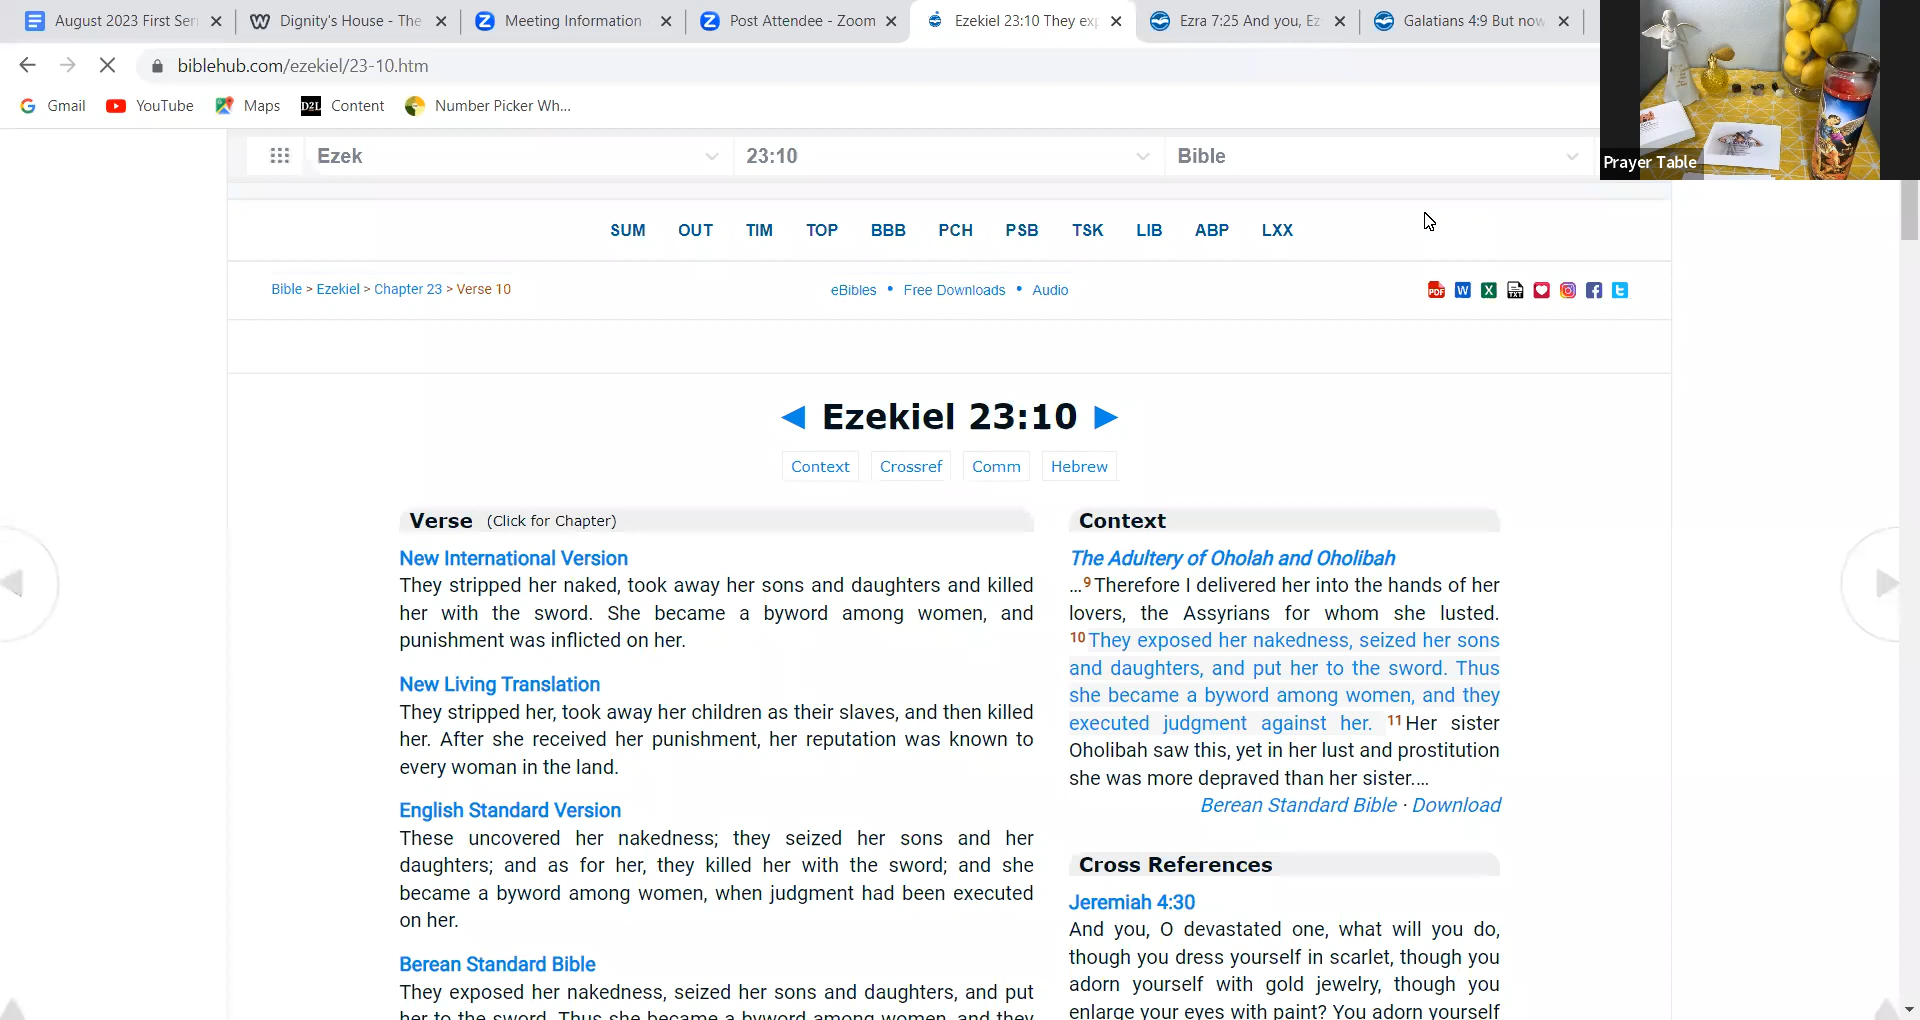 August 2023 First Ser
Dignity's House - The
Meeting Information
Post Attendee - Zoom
Ezekiel 23:10 They ex
Ezra 7:25 And you, Ez
Galatians 4:9 But now
biblehub.com/ezekiel/23-10.htm
Gmail
YouTube
Maps
D2L Content
Number Picker Wh...
Prayer Table
Ezek
23:10
Bible
SUM OUT TIM TOP BBB PCH PSB TSK LIB ABP LXX
Bible > Ezekiel > Chapter 23 > Verse 10
eBibles • Free Downloads • Audio
◄ Ezekiel 23:10 ►
Context Crossref Comm Hebrew
Verse (Click for Chapter)
New International Version
They stripped her naked, took away her sons and daughters and killed
her with the sword. She became a byword among women, and
punishment was inflicted on her.
New Living Translation
They stripped her, took away her children as their slaves, and then killed
her. After she received her punishment, her reputation was known to
every woman in the land.
English Standard Version
These uncovered her nakedness; they seized her sons and her
daughters; and as for her, they killed her with the sword; and she
became a byword among women, when judgment had been executed
on her.
Berean Standard Bible
They exposed her nakedness, seized her sons and daughters, and put
her to the sword. Thus she became a byword among women, and they
Context
The Adultery of Oholah and Oholibah
...9 Therefore I delivered her into the hands of her
lovers, the Assyrians for whom she lusted.
10 They exposed her nakedness, seized her sons
and daughters, and put her to the sword. Thus
she became a byword among women, and they
executed judgment against her. 11 Her sister
Oholibah saw this, yet in her lust and prostitution
she was more depraved than her sister....
Berean Standard Bible · Download
Cross References
Jeremiah 4:30
And you, O devastated one, what will you do,
though you dress yourself in scarlet, though you
adorn yourself with gold jewelry, though you
enlarge your eyes with paint? You adorn yourself